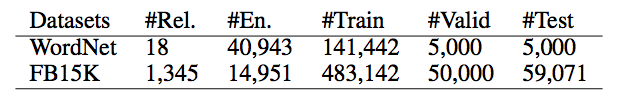 Datasets #Rel. #En. #Train #Valid #Test
WordNet 18 40,943 141,442 5,000 5,000
FB15K 1,345 14,951 483,142 50,000 59,071